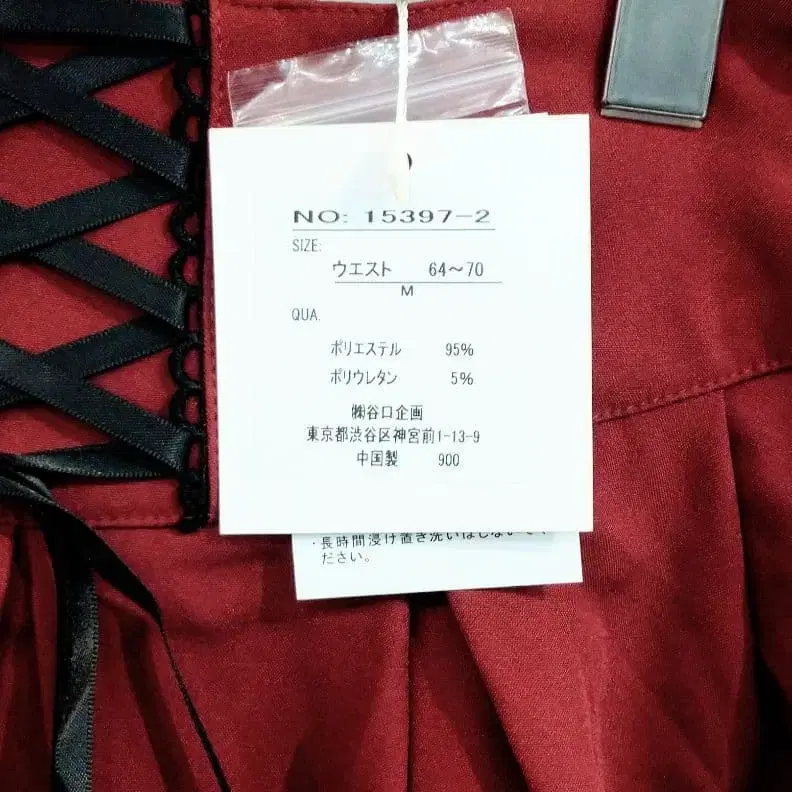 NO: 15397-2
SIZE:
ウエスト 64～70
M
QUA.
ポリエステル 95%
ポリウレタン 5%
㈱谷口企画
東京都渋谷区神宮前1-13-9
中国製 900
・長時間浸け置き洗いはしないで
ださい。